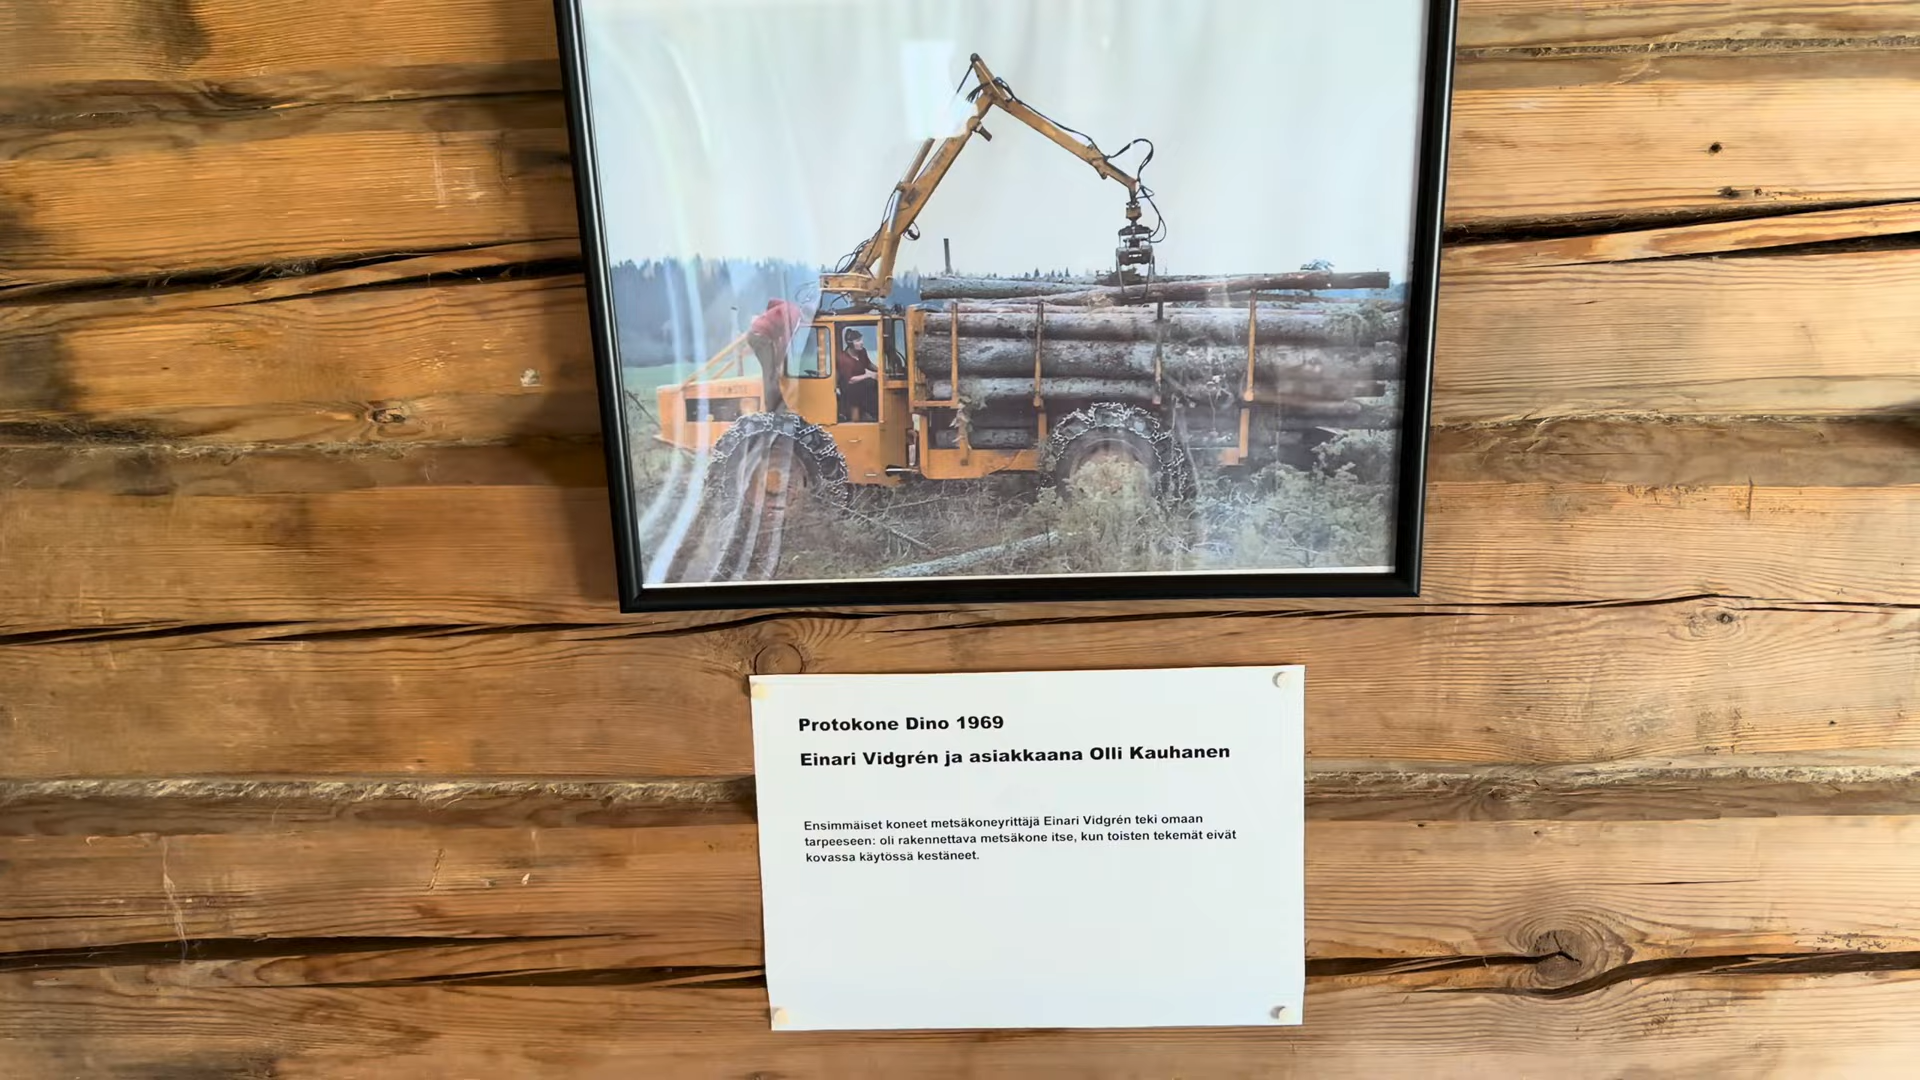 Protokone Dino 1969
Einari Vidgrén ja asiakkaana Olli Kauhanen
Ensimmäiset koneet metsäkoneyrittäjä Einari Vidgrén teki omaan
tarpeeseen: oli rakennettava metsäkone itse, kun toisten tekemät eivät
kovassa käytössä kestäneet.